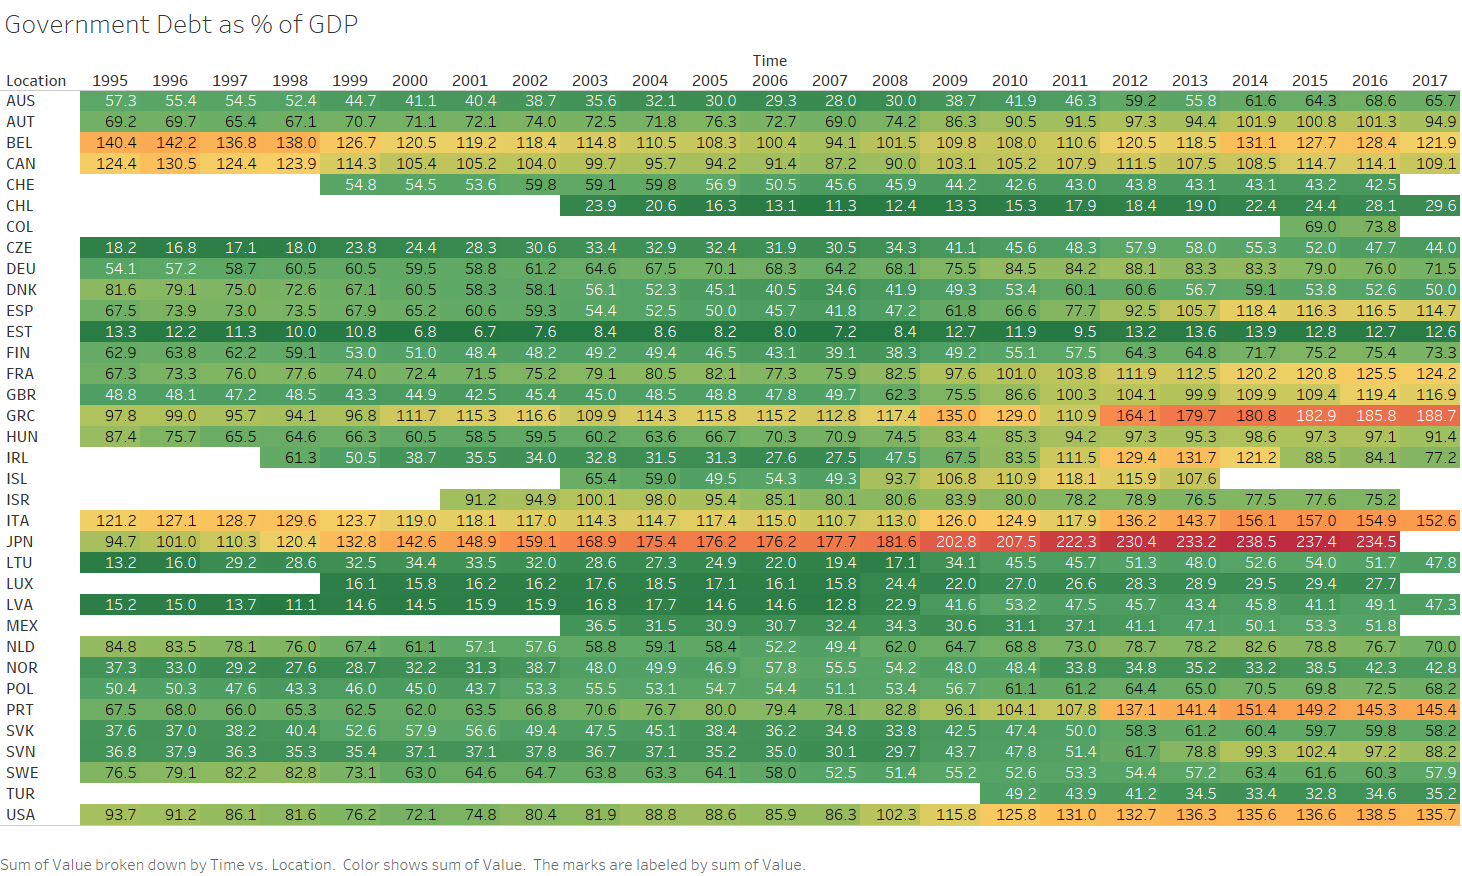 Government Debt as % of GDP
Time
Location 1995 1996 1997 1998 1999 2000 2001 2002 2003 2004 2005 2006 2007 2008 2009 2010 2011 2012 2013 2014 2015 2016 2017
AUS 57.3 55.4 54.5 52.4 44.7 41.1 40.4 38.7 35.6 32.1 30.0 29.3 28.0 30.0 38.7 41.9 46.3 59.2 55.8 61.6 64.3 68.6 65.7
AUT 69.2 69.7 65.4 67.1 70.7 71.1 72.1 74.0 72.5 71.8 76.3 72.7 69.0 74.2 86.3 90.5 91.5 97.3 94.4 101.9 100.8 101.3 94.9
BEL 140.4 142.2 136.8 138.0 126.7 120.5 119.2 118.4 114.8 110.5 108.3 100.4 94.1 101.5 109.8 108.0 110.6 120.5 118.5 131.1 127.7 128.4 121.9
CAN 124.4 130.5 124.4 123.9 114.3 105.4 105.2 104.0 99.7 95.7 94.2 91.4 87.2 90.0 103.1 105.2 107.9 111.5 107.5 108.5 114.7 114.1 109.1
CHE 54.8 54.5 53.6 59.8 59.1 59.8 56.9 50.5 45.6 45.9 44.2 42.6 43.0 43.8 43.1 43.1 43.2 42.5
CHL 23.9 20.6 16.3 13.1 11.3 12.4 13.3 15.3 17.9 18.4 19.0 22.4 24.4 28.1 29.6
COL 69.0 73.8
CZE 18.2 16.8 17.1 18.0 23.8 24.4 28.3 30.6 33.4 32.9 32.4 31.9 30.5 34.3 41.1 45.6 48.3 57.9 58.0 55.3 52.0 47.7 44.0
DEU 54.1 57.2 58.7 60.5 60.5 59.5 58.8 61.2 64.6 67.5 70.1 68.3 64.2 68.1 75.5 84.5 84.2 88.1 83.3 83.3 79.0 76.0 71.5
DNK 81.6 79.1 75.0 72.6 67.1 60.5 58.3 58.1 56.1 52.3 45.1 40.5 34.6 41.9 49.3 53.4 60.1 60.6 56.7 59.1 53.8 52.6 50.0
ESP 67.5 73.9 73.0 73.5 67.9 65.2 60.6 59.3 54.4 52.5 50.0 45.7 41.8 47.2 61.8 66.6 77.7 92.5 105.7 118.4 116.3 116.5 114.7
EST 13.3 12.2 11.3 10.0 10.8 6.8 6.7 7.6 8.4 8.6 8.2 8.0 7.2 8.4 12.7 11.9 9.5 13.2 13.6 13.9 12.8 12.7 12.6
FIN 62.9 63.8 62.2 59.1 53.0 51.0 48.4 48.2 49.2 49.4 46.5 43.1 39.1 38.3 49.2 55.1 57.5 64.3 64.8 71.7 75.2 75.4 73.3
FRA 67.3 73.3 76.0 77.6 74.0 72.4 71.5 75.2 79.1 80.5 82.1 77.3 75.9 82.5 97.6 101.0 103.8 111.9 112.5 120.2 120.8 125.5 124.2
GBR 48.8 48.1 47.2 48.5 43.3 44.9 42.5 45.4 45.0 48.5 48.8 47.8 49.7 62.3 75.5 86.6 100.3 104.1 99.9 109.9 109.4 119.4 116.9
GRC 97.8 99.0 95.7 94.1 96.8 111.7 115.3 116.6 109.9 114.3 115.8 115.2 112.8 117.4 135.0 129.0 110.9 164.1 179.7 180.8 182.9 185.8 188.7
HUN 87.4 75.7 65.5 64.6 66.3 60.5 58.5 59.5 60.2 63.6 66.7 70.3 70.9 74.5 83.4 85.3 94.2 97.3 95.3 98.6 97.3 97.1 91.4
IRL 61.3 50.5 38.7 35.5 34.0 32.8 31.5 31.3 27.6 27.5 47.5 67.5 83.5 111.5 129.4 131.7 121.2 88.5 84.1 77.2
ISL 65.4 59.0 49.5 54.3 49.3 93.7 106.8 110.9 118.1 115.9 107.6
ISR 91.2 94.9 100.1 98.0 95.4 85.1 80.1 80.6 83.9 80.0 78.2 78.9 76.5 77.5 77.6 75.2
ITA 121.2 127.1 128.7 129.6 123.7 119.0 118.1 117.0 114.3 114.7 117.4 115.0 110.7 113.0 126.0 124.9 117.9 136.2 143.7 156.1 157.0 154.9 152.6
JPN 94.7 101.0 110.3 120.4 132.8 142.6 148.9 159.1 168.9 175.4 176.2 176.2 177.7 181.6 202.8 207.5 222.3 230.4 233.2 238.5 237.4 234.5
LTU 13.2 16.0 29.2 28.6 32.5 34.4 33.5 32.0 28.6 27.3 24.9 22.0 19.4 17.1 34.1 45.5 45.7 51.3 48.0 52.6 54.0 51.7 47.8
LUX 16.1 15.8 16.2 16.2 17.6 18.5 17.1 16.1 15.8 24.4 22.0 27.0 26.6 28.3 28.9 29.5 29.4 27.7
LVA 15.2 15.0 13.7 11.1 14.6 14.5 15.9 15.9 16.8 17.7 14.6 14.6 12.8 22.9 41.6 53.2 47.5 45.7 43.4 45.8 41.1 49.1 47.3
MEX 36.5 31.5 30.9 30.7 32.4 34.3 30.6 31.1 37.1 41.1 47.1 50.1 53.3 51.8
NLD 84.8 83.5 78.1 76.0 67.4 61.1 57.1 57.6 58.8 59.1 58.4 52.2 49.4 62.0 64.7 68.8 73.0 78.7 78.2 82.6 78.8 76.7 70.0
NOR 37.3 33.0 29.2 27.6 28.7 32.2 31.3 38.7 48.0 49.9 46.9 57.8 55.5 54.2 48.0 48.4 33.8 34.8 35.2 33.2 38.5 42.3 42.8
POL 50.4 50.3 47.6 43.3 46.0 45.0 43.7 53.3 55.5 53.1 54.7 54.4 51.1 53.4 56.7 61.1 61.2 64.4 65.0 70.5 69.8 72.5 68.2
PRT 67.5 68.0 66.0 65.3 62.5 62.0 63.5 66.8 70.6 76.7 80.0 79.4 78.1 82.8 96.1 104.1 107.8 137.1 141.4 151.4 149.2 145.3 145.4
SVK 37.6 37.0 38.2 40.4 52.6 57.9 56.6 49.4 47.5 45.1 38.4 36.2 34.8 33.8 42.5 47.4 50.0 58.3 61.2 60.4 59.7 59.8 58.2
SVN 36.8 37.9 36.3 35.3 35.4 37.1 37.1 37.8 36.7 37.1 35.2 35.0 30.1 29.7 43.7 47.8 51.4 61.7 78.8 99.3 102.4 97.2 88.2
SWE 76.5 79.1 82.2 82.8 73.1 63.0 64.6 64.7 63.8 63.3 64.1 58.0 52.5 51.4 55.2 52.6 53.3 54.4 57.2 63.4 61.6 60.3 57.9
TUR 49.2 43.9 41.2 34.5 33.4 32.8 34.6 35.2
USA 93.7 91.2 86.1 81.6 76.2 72.1 74.8 80.4 81.9 88.8 88.6 85.9 86.3 102.3 115.8 125.8 131.0 132.7 136.3 135.6 136.6 138.5 135.7
Sum of Value broken down by Time vs. Location. Color shows sum of Value. The marks are labeled by sum of Value.